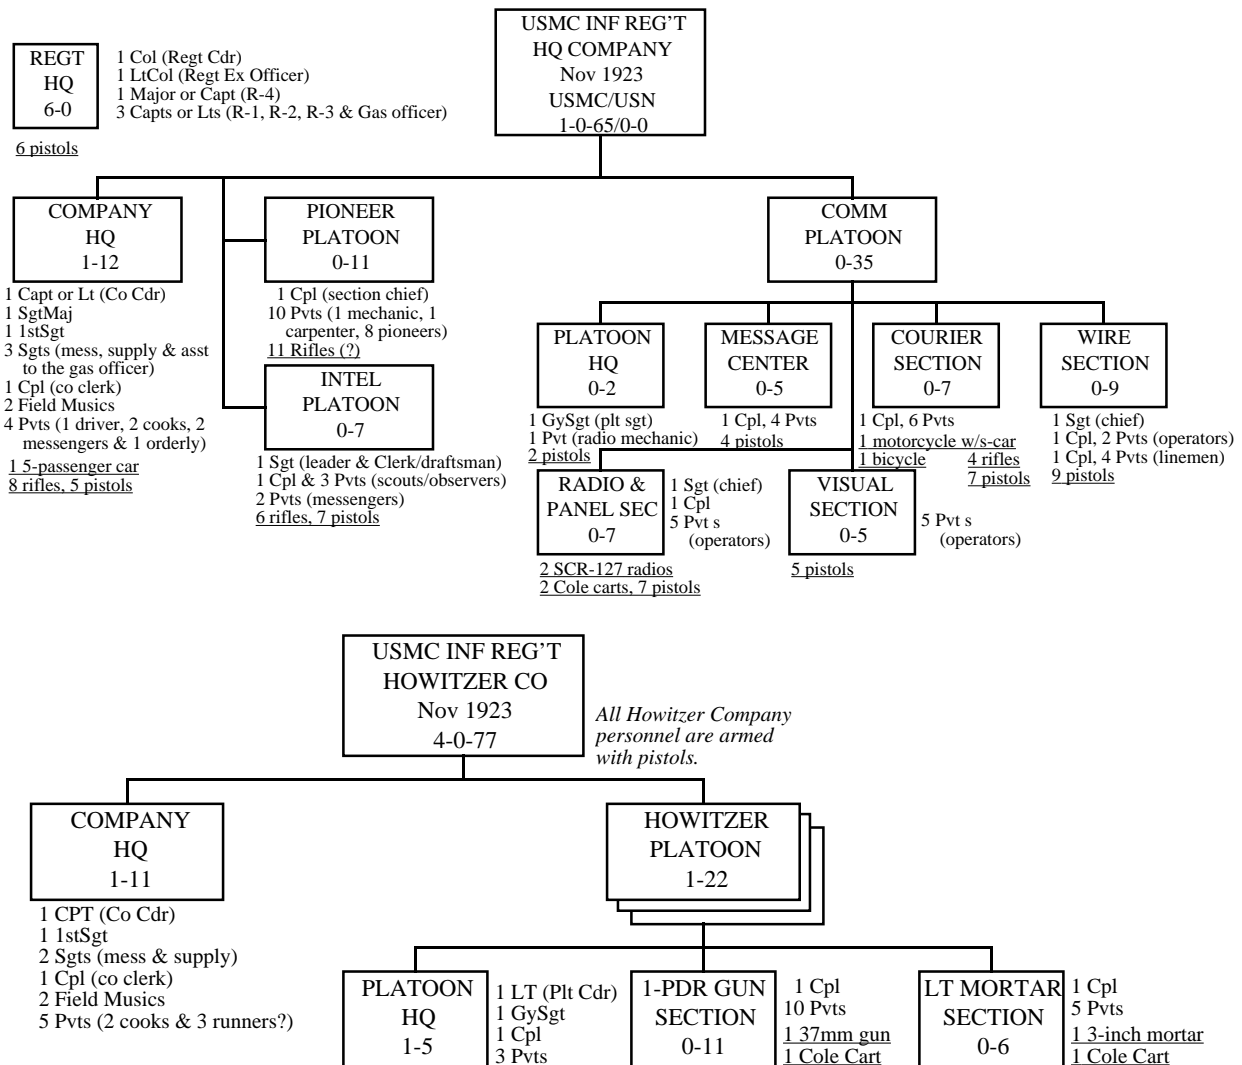 USMC INF REG'T
HQ COMPANY
Nov 1923
USMC/USN
1-0-65/0-0
REGT
HQ
6-0
1 Col (Regt Cdr)
1 LtCol (Regt Ex Officer)
1 Major or Capt (R-4)
3 Capts or Lts (R-1, R-2, R-3 & Gas officer)
6 pistols
COMPANY
HQ
1-12
1 Capt or Lt (Co Cdr)
1 SgtMaj
1 1stSgt
3 Sgts (mess, supply & asst
to the gas officer)
1 Cpl (co clerk)
2 Field Musics
4 Pvts (1 driver, 2 cooks, 2
messengers & 1 orderly)
1 5-passenger car
8 rifles, 5 pistols
PIONEER
PLATOON
0-11
1 Cpl (section chief)
10 Pvts (1 mechanic, 1
carpenter, 8 pioneers)
11 Rifles (?)
INTEL
PLATOON
0-7
1 Sgt (leader & Clerk/draftsman)
1 Cpl & 3 Pvts (scouts/observers)
2 Pvts (messengers)
6 rifles, 7 pistols
COMM
PLATOON
0-35
PLATOON
HQ
0-2
1 GySgt (plt sgt)
1 Pvt (radio mechanic)
2 pistols
MESSAGE
CENTER
0-5
1 Cpl, 4 Pvts
4 pistols
COURIER
SECTION
0-7
1 Cpl, 6 Pvts
1 motorcycle w/s-car
1 bicycle 4 rifles
7 pistols
WIRE
SECTION
0-9
1 Sgt (chief)
1 Cpl, 2 Pvts (operators)
1 Cpl, 4 Pvts (linemen)
9 pistols
RADIO &
PANEL SEC
0-7
1 Sgt (chief)
1 Cpl
5 Pvt s
(operators)
2 SCR-127 radios
2 Cole carts, 7 pistols
VISUAL
SECTION
0-5
5 Pvt s
(operators)
5 pistols
USMC INF REG'T
HOWITZER CO
Nov 1923
4-0-77
All Howitzer Company
personnel are armed
with pistols.
COMPANY
HQ
1-11
1 CPT (Co Cdr)
1 1stSgt
2 Sgts (mess & supply)
1 Cpl (co clerk)
2 Field Musics
5 Pvts (2 cooks & 3 runners?)
HOWITZER
PLATOON
1-22
PLATOON
HQ
1-5
1 LT (Plt Cdr)
1 GySgt
1 Cpl
3 Pvts
1-PDR GUN
SECTION
0-11
1 Cpl
10 Pvts
1 37mm gun
1 Cole Cart
LT MORTAR
SECTION
0-6
1 Cpl
5 Pvts
1 3-inch mortar
1 Cole Cart